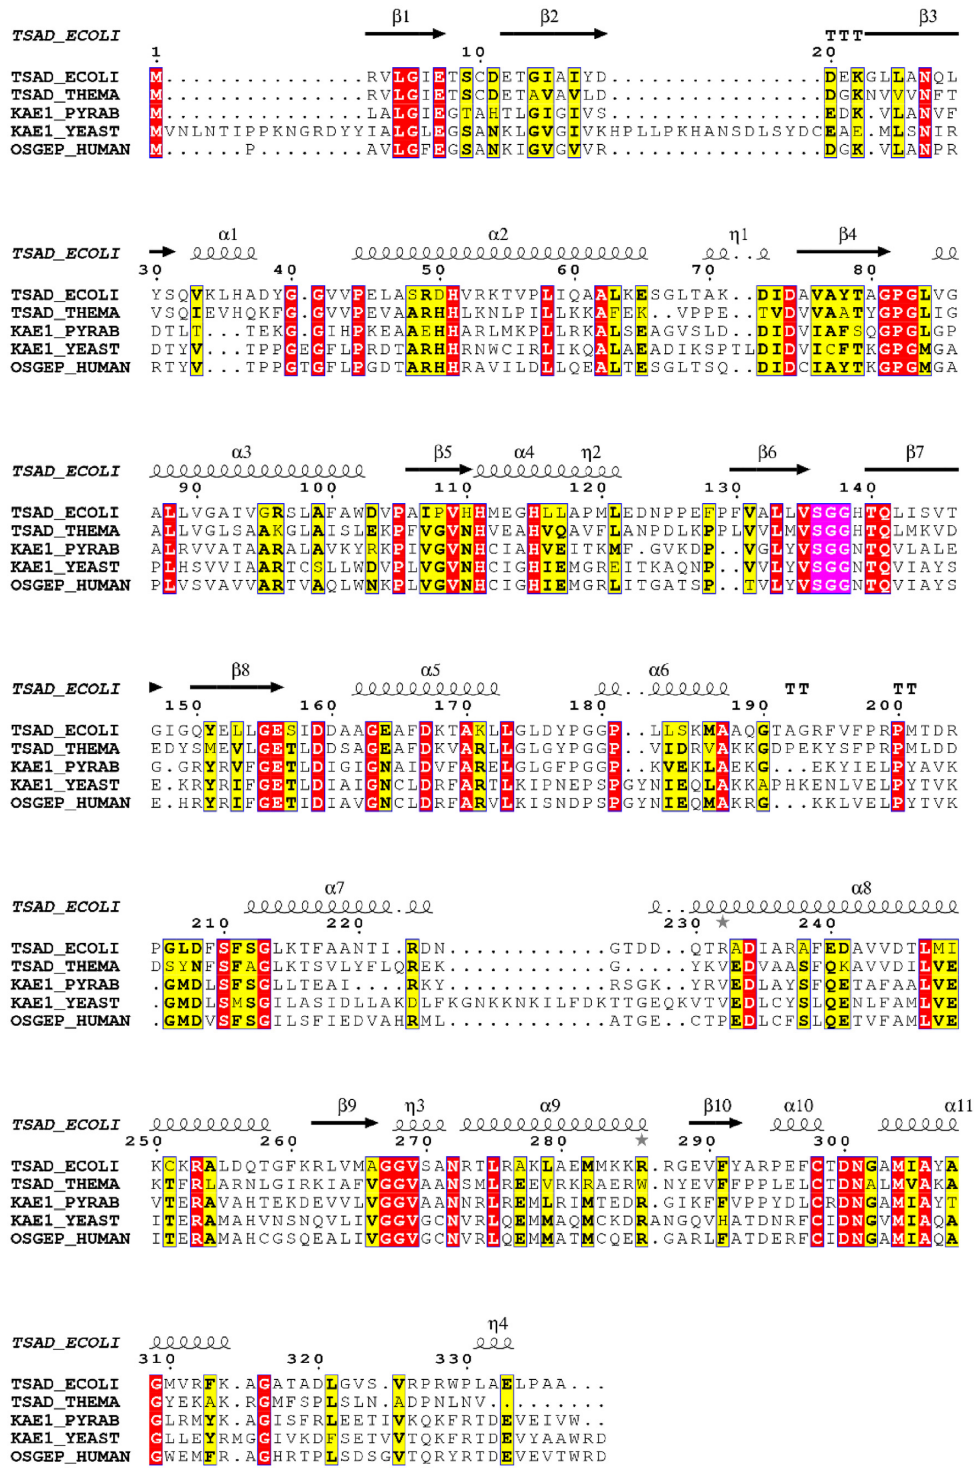 β1 β2 β3
TSAD_ECOLI TTT
1 10 20
TSAD_ECOLI M................RVLGIETSCDETGIAIYD.................DEKGLLANQL
TSAD_THEMA M................RVLGIETSCDETAVAVLD.................DGKNVVVNFT
KAE1_PYRAB M................LALGIEGTAHTLGIGIVS.................EDK.VLANVF
KAE1_YEAST MVNLNTIPPKNGRDYYIALGLEGSANKLGVGIVKHPLLPKHANSDLSYDCEAE.MLSNIR
OSGEP_HUMAN M......P........AVLGFEGSANKIGVGVVR.................DGK.VLANPR
α1 α2 η1 β4
TSAD_ECOLI
30 40 50 60 70 80
TSAD_ECOLI YSQVKLHADYG.GVVPELASRDHVRKTVPLIQAALKESGLTAK..DIDAVAYTAGPGLVG
TSAD_THEMA VSQIEVHQKFG.GVVPEVAARHHLKNLPILLKKAFEK.VPPE..TVDVVAATYGPGLIG
KAE1_PYRAB DTLT...TEKG.GIHPKEAAEHHARLMKPLLRKALSEAGVSLD..DIDVIAFSQGPGLGP
KAE1_YEAST DTYV...TPPGEGFLPRDTARHHRNWCIRLIKQALAEADIKSPTLDIDVICFTKGPGMGA
OSGEP_HUMAN RTYV...TPPGTGFLPGDTARHHRAVILDLLQEALTESGLTSQ..DIDCIAYTKGPGMGA
α3 β5 α4 η2 β6 β7
TSAD_ECOLI
90 100 110 120 130 140
TSAD_ECOLI ALLVGATVGRSLAFAWDVPAIPVHHMEGHLLAPMLEDNPPEFPFVALLVSGGHTQLISVT
TSAD_THEMA ALLVGLSAAKGLAISLEKPFVGVNHVEAHVQAVFLANPDLKPPLVVLMVSGGHTQLMKVD
KAE1_PYRAB ALRVVATAARALAVKYRKPIVGVNHCIAHVEITKMF.GVKDP..VGLYVSGGNTQVLALE
KAE1_YEAST PLHSVVIAARTCSLLWDVPLVGVNHCIGHIEMGREITKAQNP..VVLYVSGGNTQVIAYS
OSGEP_HUMAN PLVSVAVVARTVAQLWNKPLVGVNHCIGHIEMGRLITGATSP..TVLYVSGGNTQVIAYS
β8 α5 α6
TSAD_ECOLI TT TT
150 160 170 180 190 200
TSAD_ECOLI GIGQYELLGESIDDAAGEAFDKTAKLLGLDYPGGP..LLSKMAAQGTAGRFVFPRPMTDR
TSAD_THEMA EDYSMEVLGETLDDSAGEAFDKVARLLGLGYPGGP..VIDRVAKKGDPEKYSFPRPMLDD
KAE1_PYRAB G.GRYRVFGETLDIGIGNAIDVFARELGLGFPGGP..KVEKLAEKG...EKYIELPYAVK
KAE1_YEAST E.KRYRIFGETLDIAIGNCLDRFARTLKIPNEPSPGYNIEQLAKKAPHKENLVELPYTVK
OSGEP_HUMAN E.HRYRIFGETIDIAVGNCLDRFARVLKISNDPSPGYNIEQMAKRG...KKLVELPYTVK
α7 α8
TSAD_ECOLI
210 220 230 240
TSAD_ECOLI PGLDFSFSGLKTFAANTI.RDN............GTDD..QTRADIARAFEDAVVDTLMI
TSAD_THEMA DSYNFSFAGLKTSVLYFLQREK............G.....YKVEDVAASFQKAVVDILVE
KAE1_PYRAB .GMDLSFSGLLTEAI....RKY............RSGK..YRVEDLAYSFQETAFAALVE
KAE1_YEAST .GMDLSMSGILASIDLLAKDLFKGNKKNKILFDKTTGEQKVTVEDLCFSLQENLFAMLVE
OSGEP_HUMAN .GMDVSFSGILSFIEDVAHRML............ATGE..CTPEDLCFSLQETVFAMLVE
β9 η3 α9 β10 α10 α11
TSAD_ECOLI
250 260 270 280 290 300
TSAD_ECOLI KCKRALDQTGFKRLVMAGGVSANRTLRAKLAEMMKKR.RGEVFYARPEFCTDNGAMIAYA
TSAD_THEMA KTFRLARNLGIRKIAFVGGVAANSMLREEVRKRAERW.NYEVFFPPLELCTDNALMVAKA
KAE1_PYRAB VTERAVAHTEKDEVVLVGGVAANNRLREMLRIMTEDR.GIKFFVPPYDLCRDNGAMIAYT
KAE1_YEAST ITERAMAHVNSNQVLIVGGVGCNVRLQEMMAQMCKDRANGQVHATDNRFCIDNGVMIAQA
OSGEP_HUMAN ITERAMAHCGSQEALIVGGVGCNVRLQEMMATMCQER.GARLFATDERFCIDNGAMIAQA
η4
TSAD_ECOLI
310 320 330
TSAD_ECOLI GMVRFK.AGATADLGVS.VRPRWPLAELPAA...
TSAD_THEMA GYEKAK.RGMFSPLSLN.ADPNLNV.........
KAE1_PYRAB GLRMYK.AGISFRLEETIVKQKFRTDEVEIVW..
KAE1_YEAST GLLEYRMGGIVKDFSETVVTQKFRTDEVYAAWRD
OSGEP_HUMAN GWEMFR.AGHRTPLSDSGVTQRYRTDEVEVTWRD